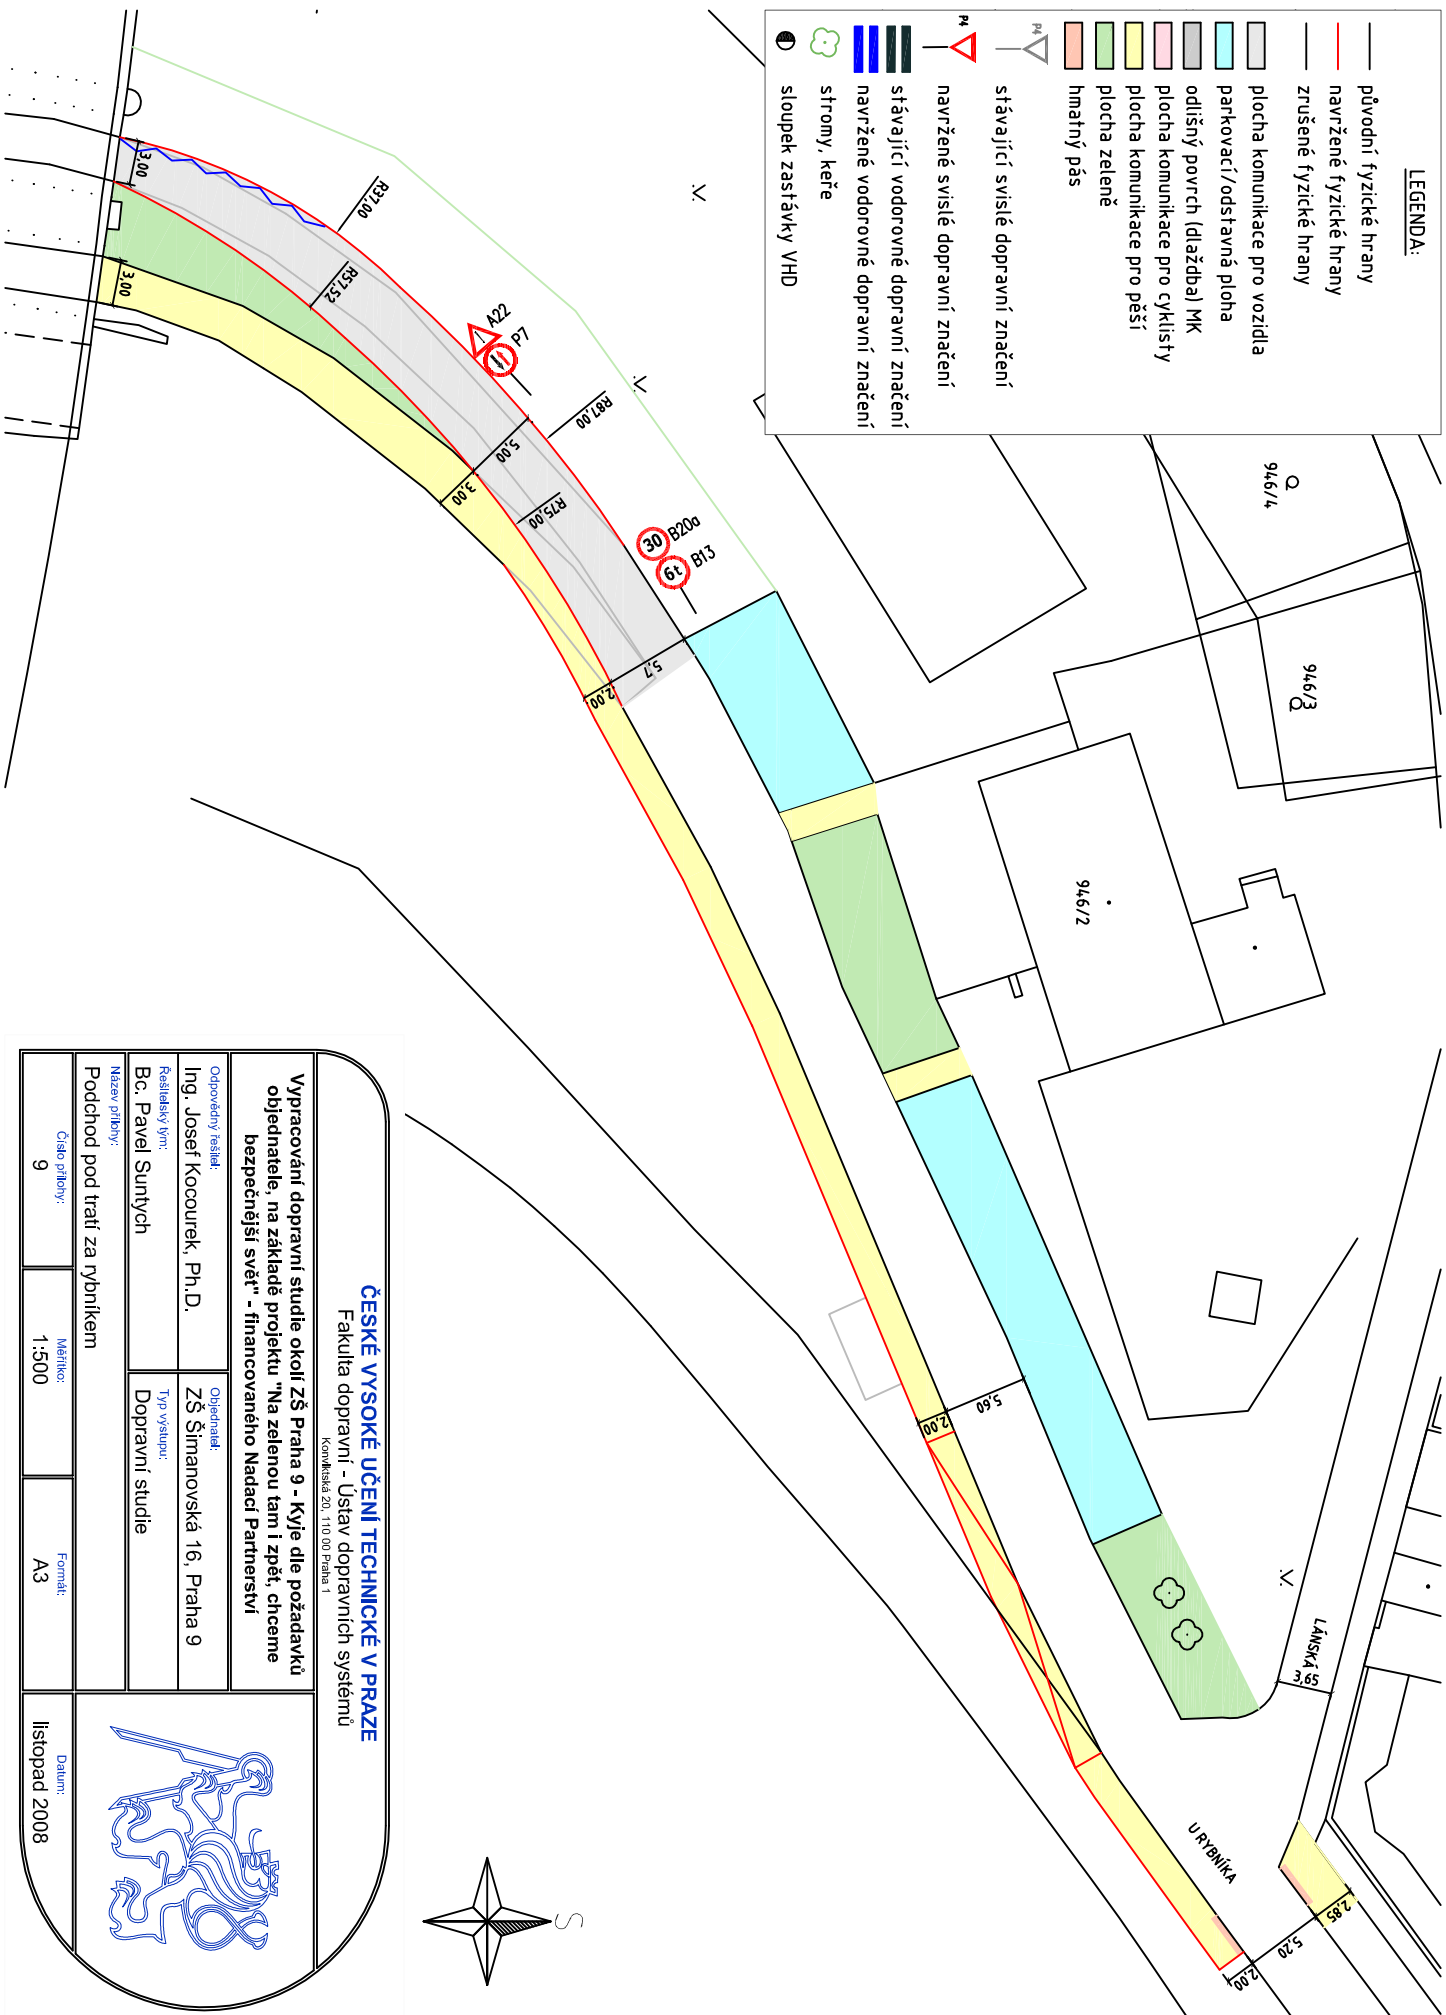 LEGENDA:
původní fyzické hrany
navržené fyzické hrany
zrušené fyzické hrany
plocha komunikace pro vozidla
parkovací/odstavná ploha
odlišný povrch (dlaždba) MK
plocha komunikace pro cyklisty
plocha komunikace pro pěší
plocha zeleně
hmatný pás
P4
stávající svislé dopravní značení
P4
navržené svislé dopravní značení
stávající vodorovné dopravní značení
navržené vodorovné dopravní značení
stromy, keře
sloupek zastávky VHD
946/4
946/3
946/2
3,00
3,00
R37,00
R57,52
A22
P7
R87,00
5,00
3,00
R75,00
30
B20a
6t
B13
5,7
2,00
5,60
2,00
LÁNSKÁ
3,65
U RYBNÍKA
2,85
5,20
2,00
S
ČESKÉ VYSOKÉ UČENÍ TECHNICKÉ V PRAZE
Fakulta dopravní - Ústav dopravních systémů
Konviktská 20, 110 00 Praha 1
Vypracování dopravní studie okolí ZŠ Praha 9 - Kyje dle požadavků
objednatele, na základě projektu "Na zelenou tam i zpět, chceme
bezpečnější svět" - financovaného Nadací Partnerství
Odpovědný řešitel:
Ing. Josef Kocourek, Ph.D.
Objednatel:
ZŠ Šimanovská 16, Praha 9
Řešitelský tým:
Bc. Pavel Suntych
Typ výstupu:
Dopravní studie
Název přílohy:
Podchod pod tratí za rybníkem
Číslo přílohy:
9
Měřítko:
1:500
Formát:
A3
Datum:
listopad 2008